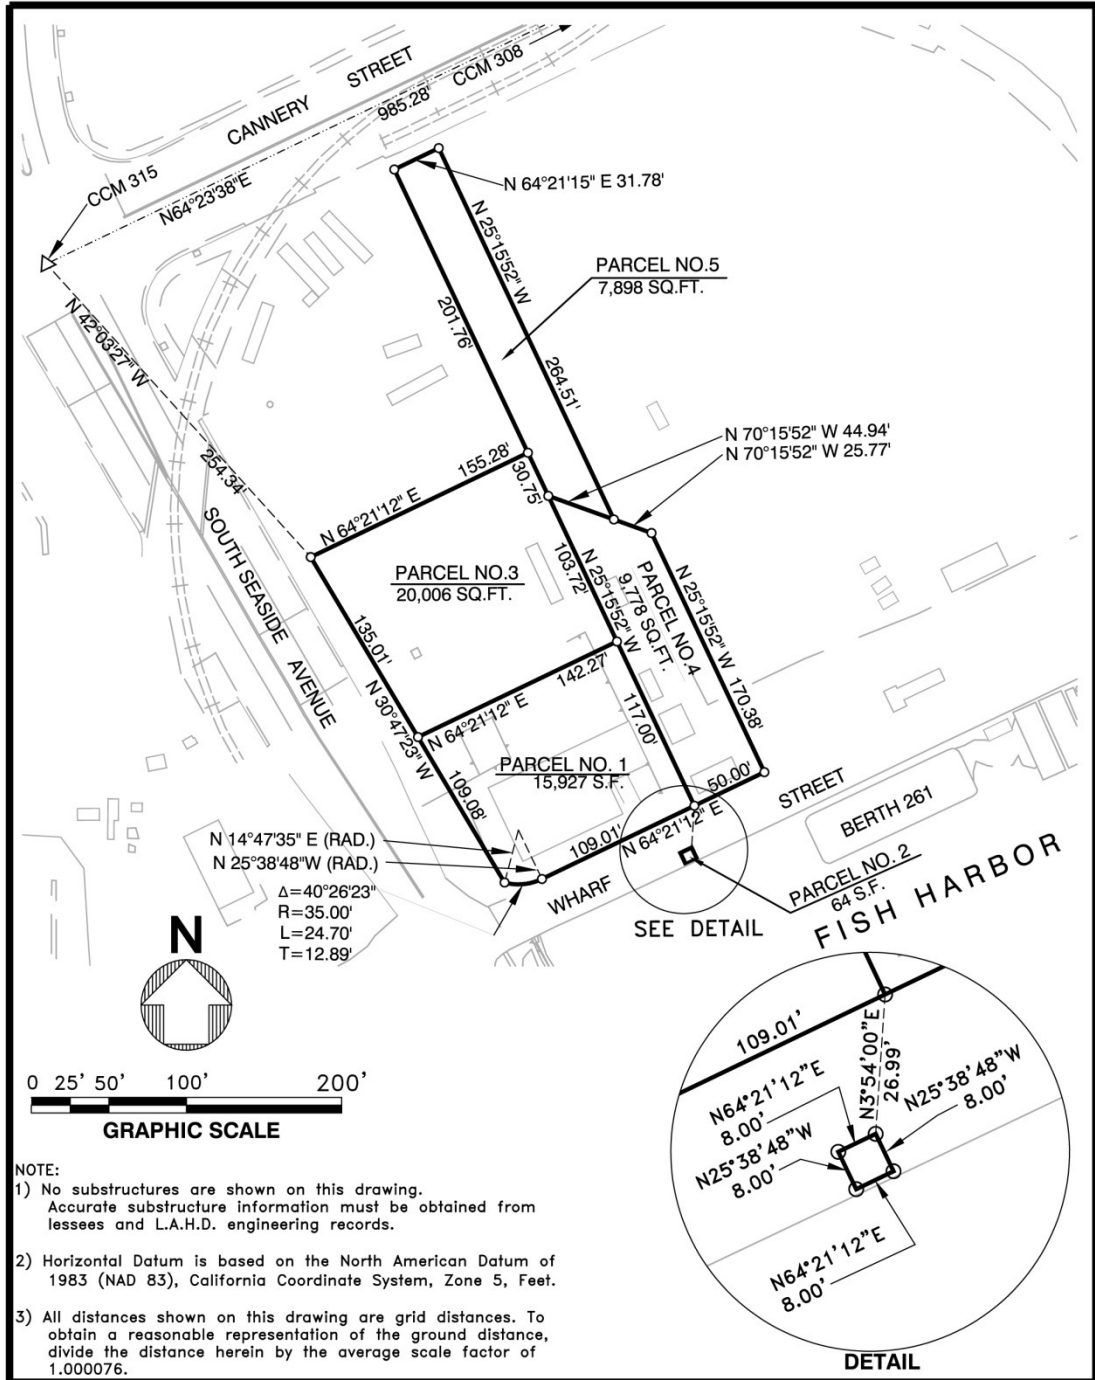 CANNERY STREET
985.28'
CCM 308
CCM 315
N64°23'38"E
N 64°21'15" E 31.78'
N 25°15'52" W
264.51'
PARCEL NO.5
7,898 SQ.FT.
201.76'
N 42°03'27" W
254.34'
N 70°15'52" W 44.94'
N 70°15'52" W 25.77'
155.28'
30.75'
N 64°21'12" E
SOUTH SEASIDE AVENUE
PARCEL NO.3
20,006 SQ.FT.
103.72'
N 25°15'52" W
PARCEL NO.4
9,778 SQ.FT.
N 25°15'52" W 170.38'
135.01'
N 30°47'23" W
142.27'
N 64°21'12" E
117.00'
PARCEL NO. 1
15,927 S.F.
109.08'
50.00'
STREET
BERTH 261
N 14°47'35" E (RAD.)
N 25°38'48"W (RAD.)
109.01'
N 64°21'12" E
Δ=40°26'23"
R=35.00'
L=24.70'
T=12.89'
WHARF
PARCEL NO. 2
64 S.F.
SEE DETAIL
FISH HARBOR
N
109.01'
N3°54'00"E
26.99'
N64°21'12"E
8.00'
N25°38'48"W
8.00'
N25°38'48"W
8.00'
N64°21'12"E
8.00'
DETAIL
0 25' 50' 100' 200'
GRAPHIC SCALE
NOTE:
1) No substructures are shown on this drawing.
Accurate substructure information must be obtained from
lessees and L.A.H.D. engineering records.
2) Horizontal Datum is based on the North American Datum of
1983 (NAD 83), California Coordinate System, Zone 5, Feet.
3) All distances shown on this drawing are grid distances. To
obtain a reasonable representation of the ground distance,
divide the distance herein by the average scale factor of
1.000076.